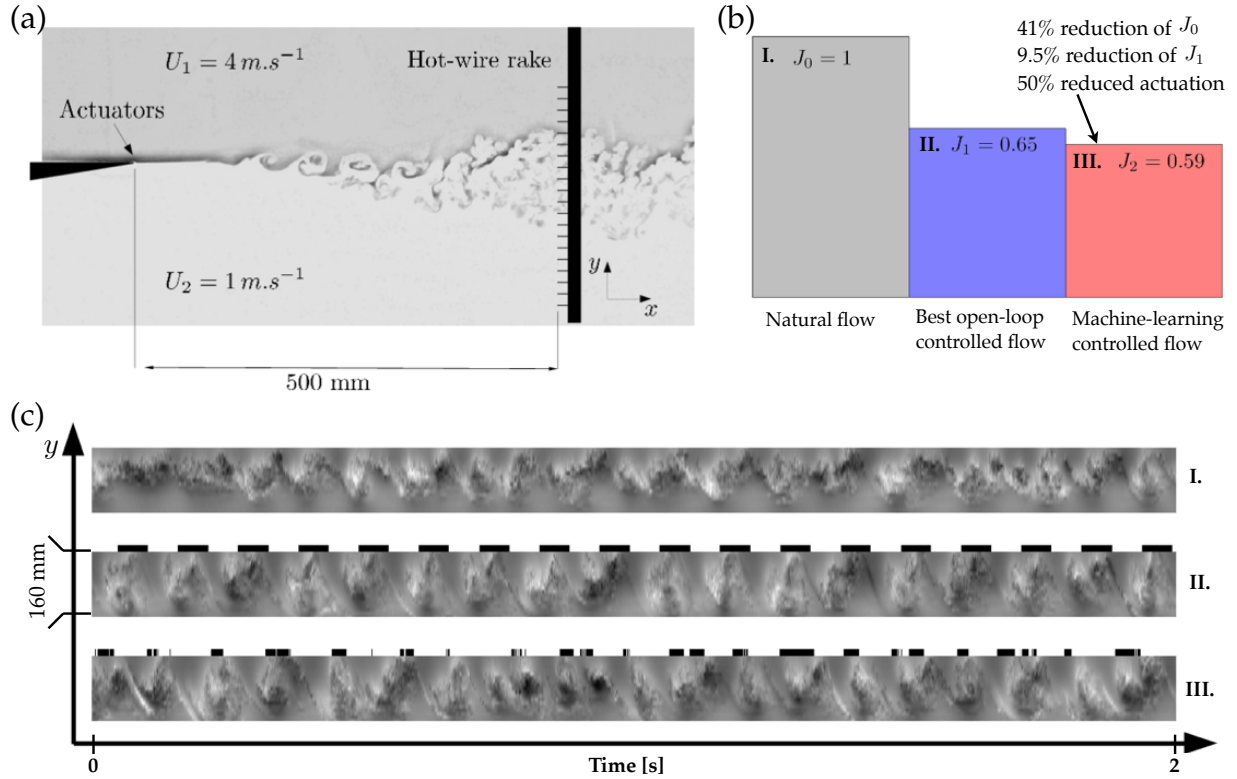 (a)
U₁ = 4 m.s⁻¹
Hot-wire rake
Actuators
U₂ = 1 m.s⁻¹
y
x
500 mm
(b)
41% reduction of J₀
9.5% reduction of J₁
50% reduced actuation
I. J₀ = 1
II. J₁ = 0.65
III. J₂ = 0.59
Natural flow
Best open-loop
controlled flow
Machine-learning
controlled flow
(c)
y
I.
160 mm
II.
III.
0
Time [s]
2